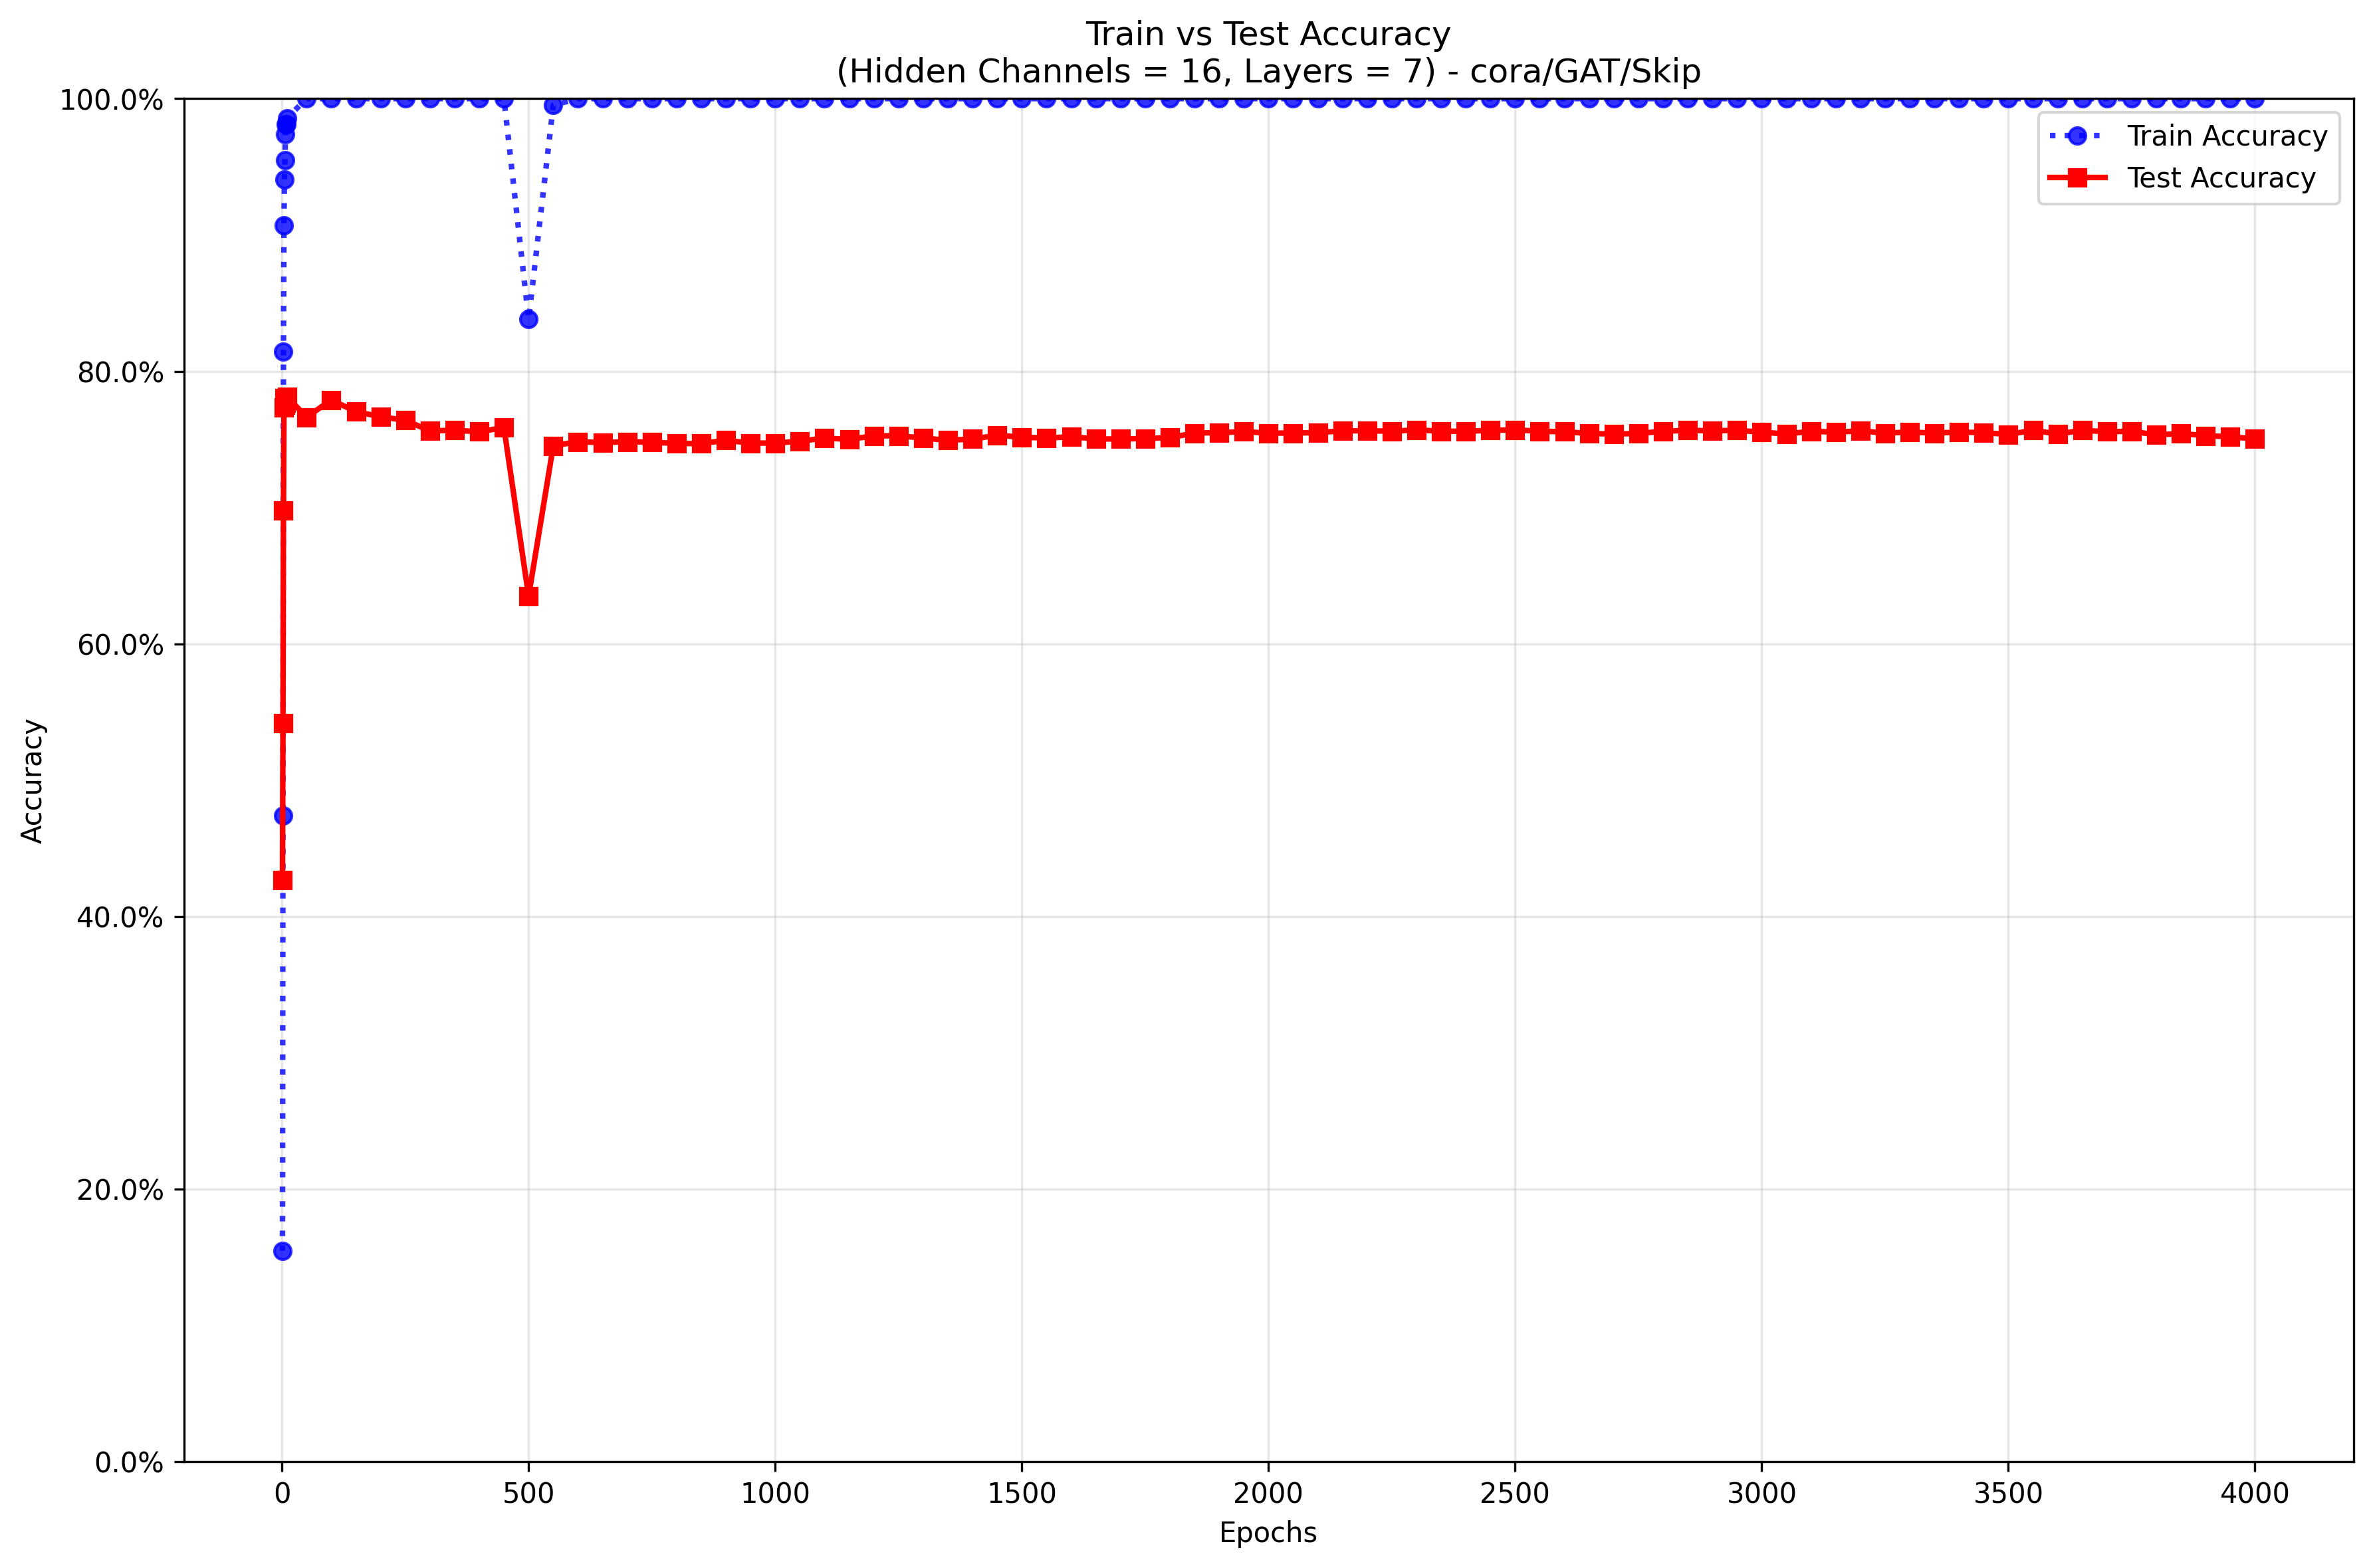 Train vs Test Accuracy
(Hidden Channels = 16, Layers = 7) - cora/GAT/Skip
100.0%
80.0%
60.0%
40.0%
20.0%
0.0%
Accuracy
Train Accuracy
Test Accuracy
0 500 1000 1500 2000 2500 3000 3500 4000
Epochs